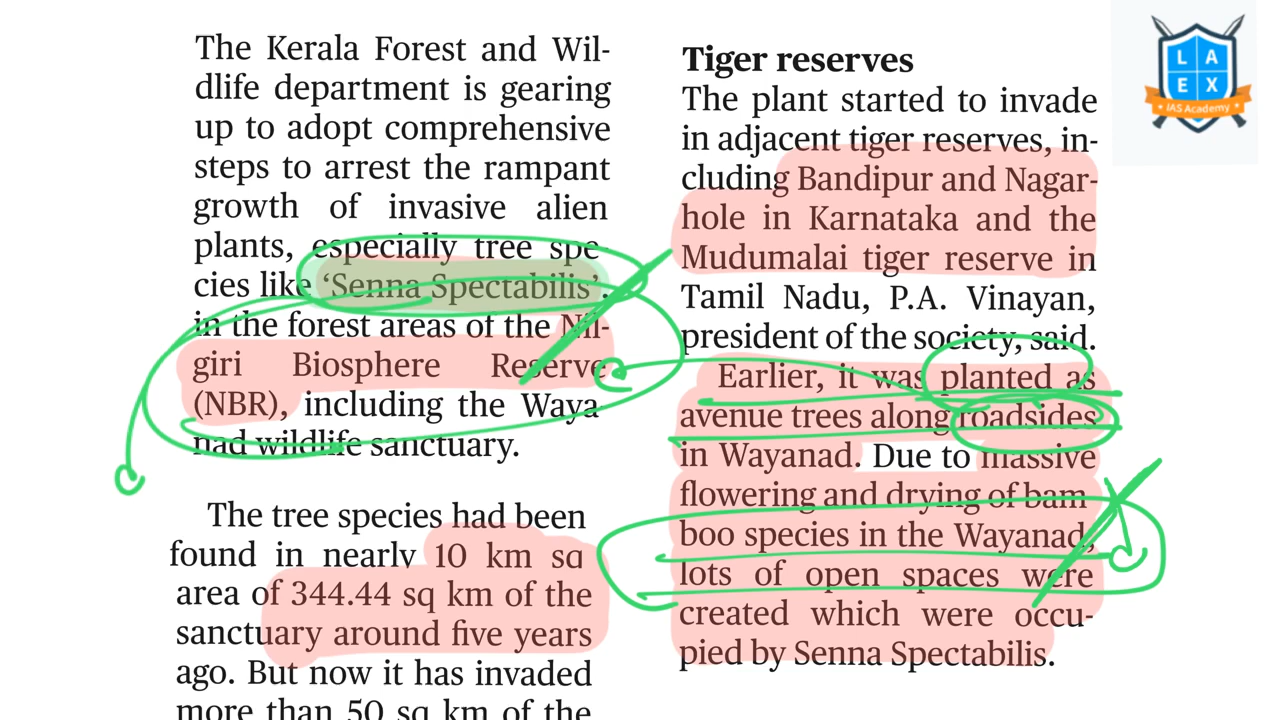 The Kerala Forest and Wil-
dlife department is gearing
up to adopt comprehensive
steps to arrest the rampant
growth of invasive alien
plants, especially tree spe-
cies like ‘Senna Spectabilis’,
in the forest areas of the Nil-
giri Biosphere Reserve
(NBR), including the Waya
nad wildlife sanctuary.
The tree species had been
found in nearly 10 km sq
area of 344.44 sq km of the
sanctuary around five years
ago. But now it has invaded
more than 50 sq km of the
Tiger reserves
The plant started to invade
in adjacent tiger reserves, in-
cluding Bandipur and Nagar-
hole in Karnataka and the
Mudumalai tiger reserve in
Tamil Nadu, P.A. Vinayan,
president of the society, said.
Earlier, it was planted as
avenue trees along roadsides
in Wayanad. Due to massive
flowering and drying of bam
boo species in the Wayanad,
lots of open spaces were
created which were occu-
pied by Senna Spectabilis.
L A
E X
IAS Academy